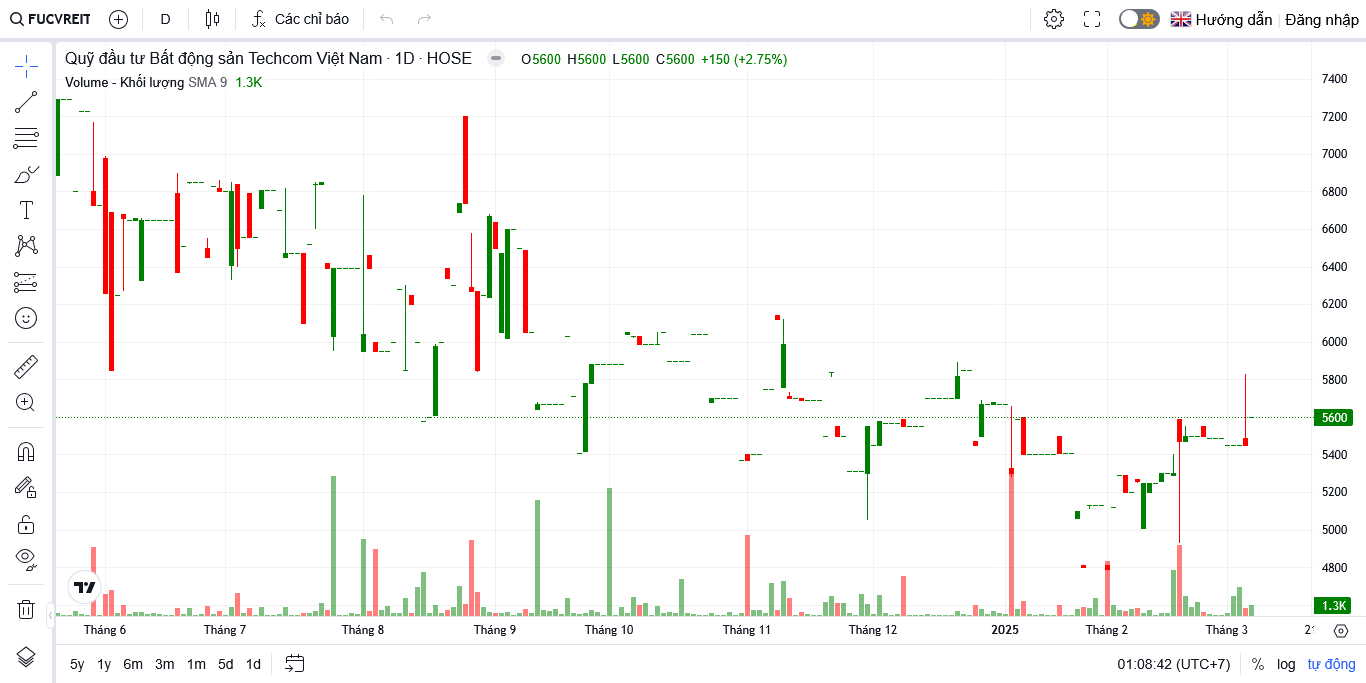 FUCVREIT D Các chỉ báo Hướng dẫn Đăng nhập
Quỹ đầu tư Bất động sản Techcom Việt Nam · 1D · HOSE O5600 H5600 L5600 C5600 +150 (+2.75%)
Volume - Khối lượng SMA 9 1.3K
7400
7200
7000
6800
6600
6400
6200
6000
5800
5600
5400
5200
5000
4800
1.3K
Tháng 6 Tháng 7 Tháng 8 Tháng 9 Tháng 10 Tháng 11 Tháng 12 2025 Tháng 2 Tháng 3 21
5y 1y 6m 3m 1m 5d 1d 01:08:42 (UTC+7) % log tự động